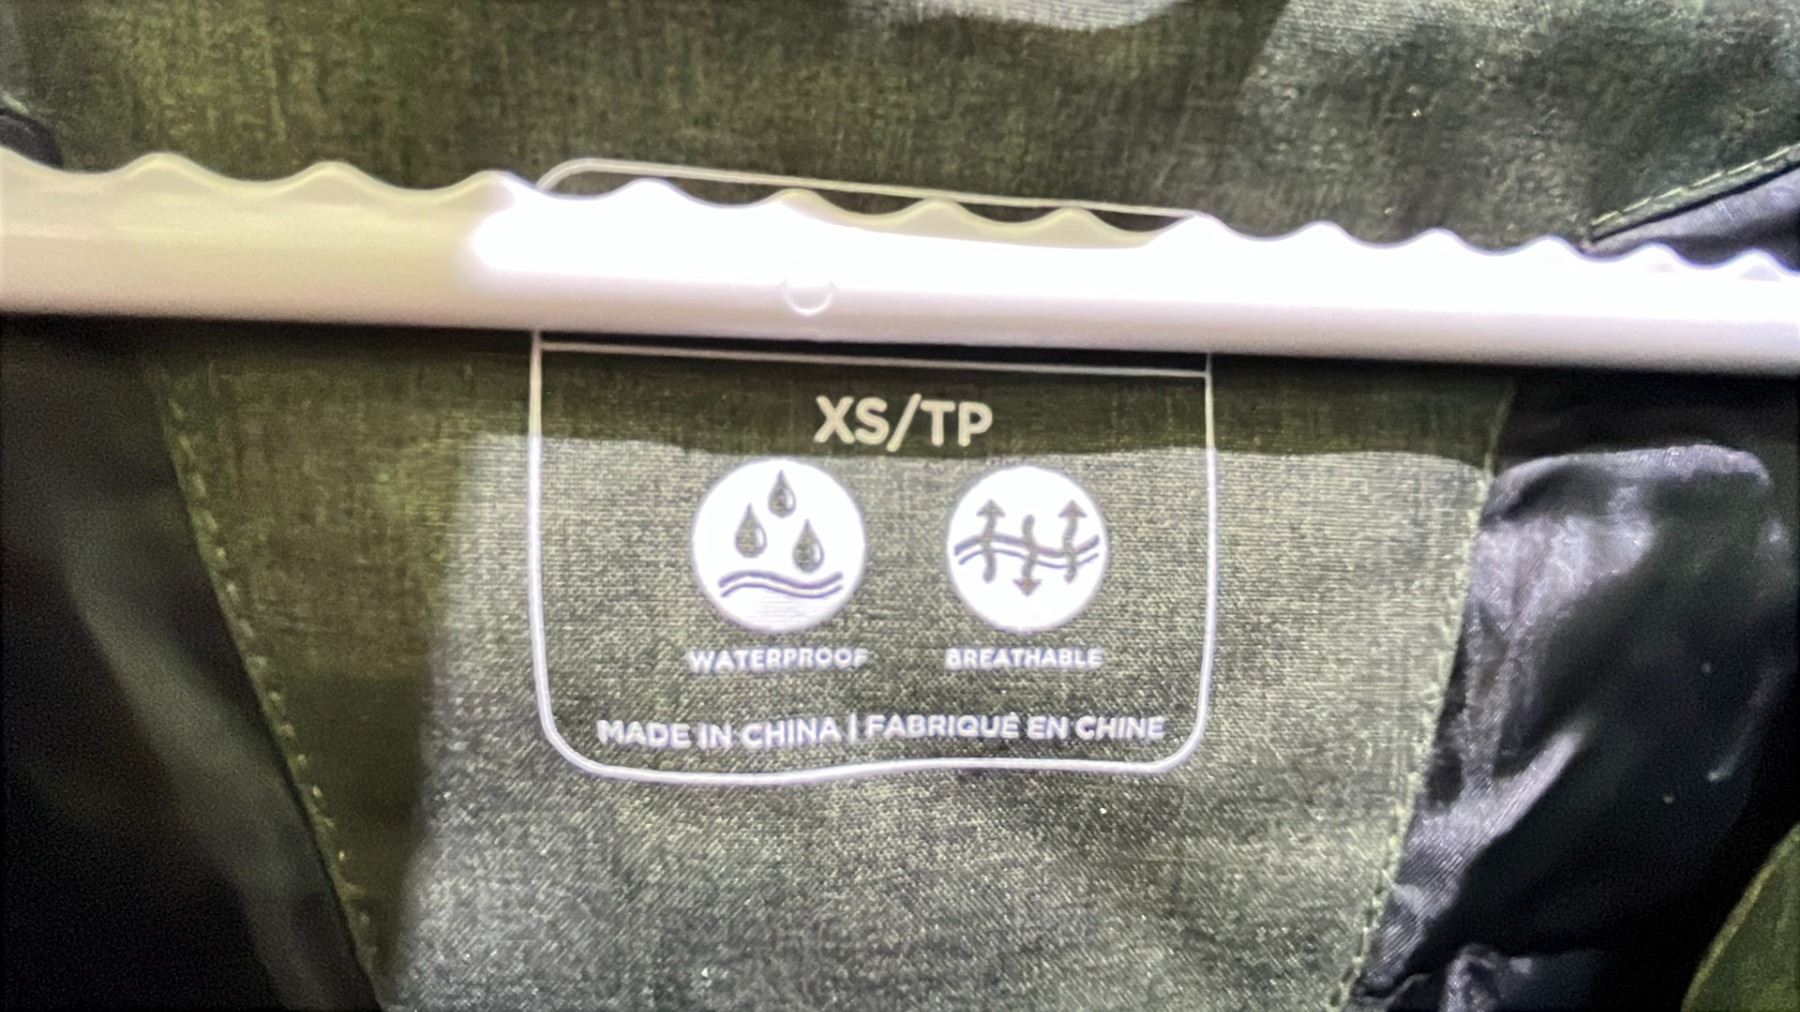 XS/TP
WATERPROOF
BREATHABLE
MADE IN CHINA | FABRIQUÉ EN CHINE